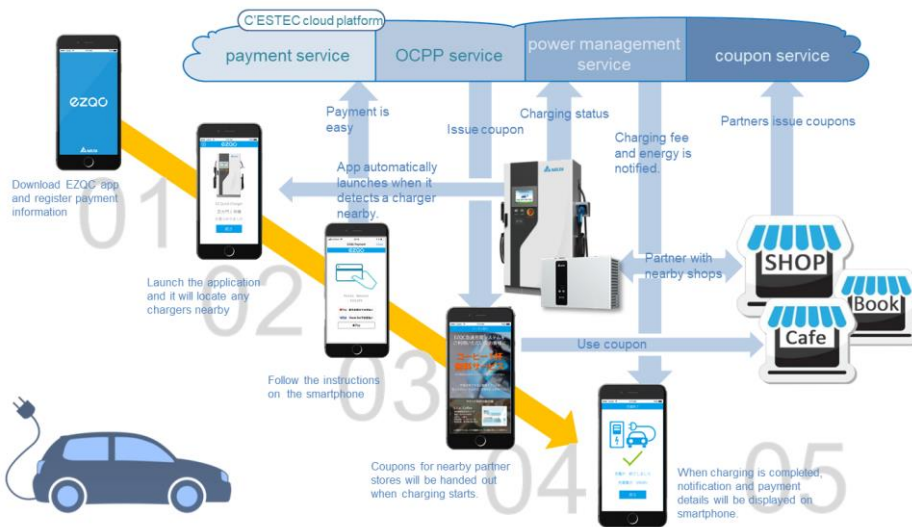 C'ESTEC cloud platform
payment service
OCPP service
power management
service
coupon service
ezqc
Payment is
easy
Issue coupon
Charging status
Charging fee
and energy is
notified.
Partners issue coupons
Download EZQC app
and register payment
information
01
ezqc
App automatically
launches when it
detects a charger
nearby.
Launch the application
and it will locate any
chargers nearby
02
ezqc
Partner with
nearby shops
SHOP
Book
Cafe
Use coupon
Follow the instructions
on the smartphone
03
Coupons for nearby partner
stores will be handed out
when charging starts.
04
When charging is completed,
notification and payment
details will be displayed on
smartphone.
05